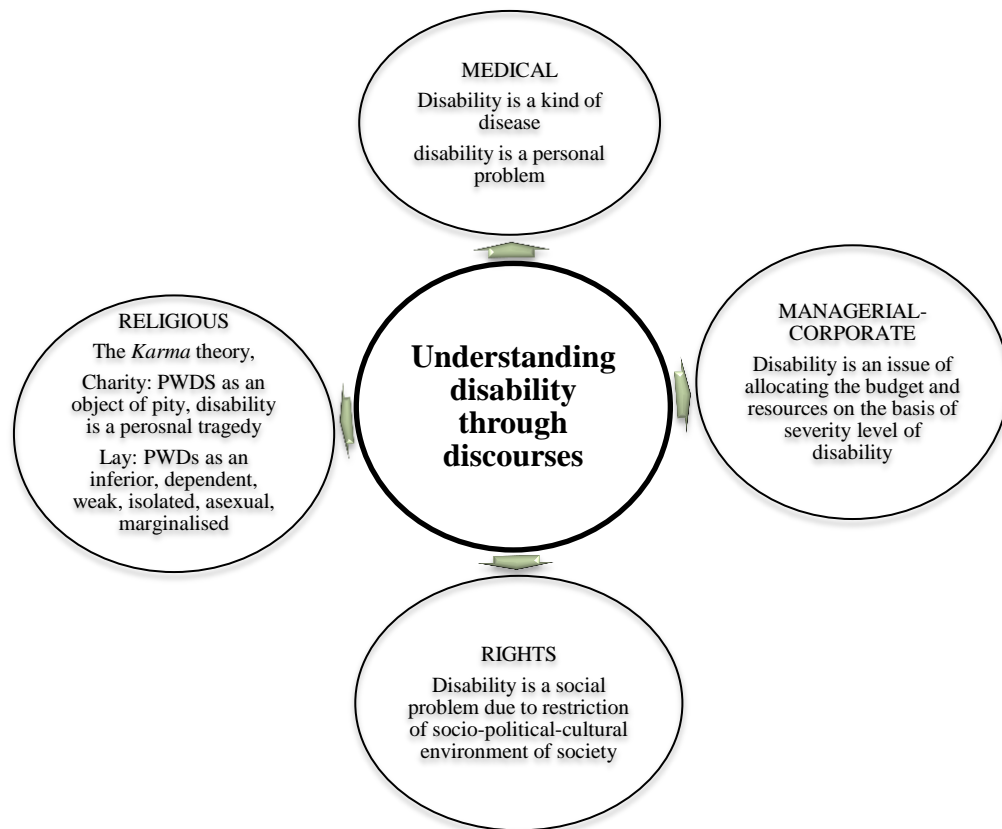 MEDICAL
Disability is a kind of
disease
disability is a personal
problem
RELIGIOUS
The Karma theory,
Charity: PWDS as an
object of pity, disability
is a perosnal tragedy
Lay: PWDs as an
inferior, dependent,
weak, isolated, asexual,
marginalised
Understanding
disability
through
discourses
MANAGERIAL-
CORPORATE
Disability is an issue of
allocating the budget and
resources on the basis of
severity level of
disability
RIGHTS
Disability is a social
problem due to restriction
of socio-political-cultural
environment of society